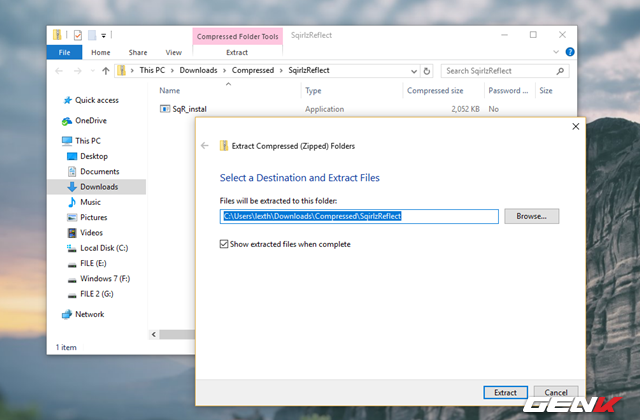 Compressed Folder Tools
SqirlzReflect
File
Home
Share
View
Extract
This PC > Downloads > Compressed > SqirlzReflect
Search SqirlzReflect
Name
Type
Compressed size
Password ...
Size
SqR_instal
Application
2,052 KB
No
Quick access
OneDrive
This PC
Desktop
Documents
Downloads
Music
Pictures
Videos
Local Disk (C:)
FILE (E:)
Windows 7 (F:)
FILE 2 (G:)
Network
1 item
Extract Compressed (Zipped) Folders
Select a Destination and Extract Files
Files will be extracted to this folder:
C:\Users\lexth\Downloads\Compressed\SqirlzReflect
Browse...
Show extracted files when complete
Extract
Cancel
GENK